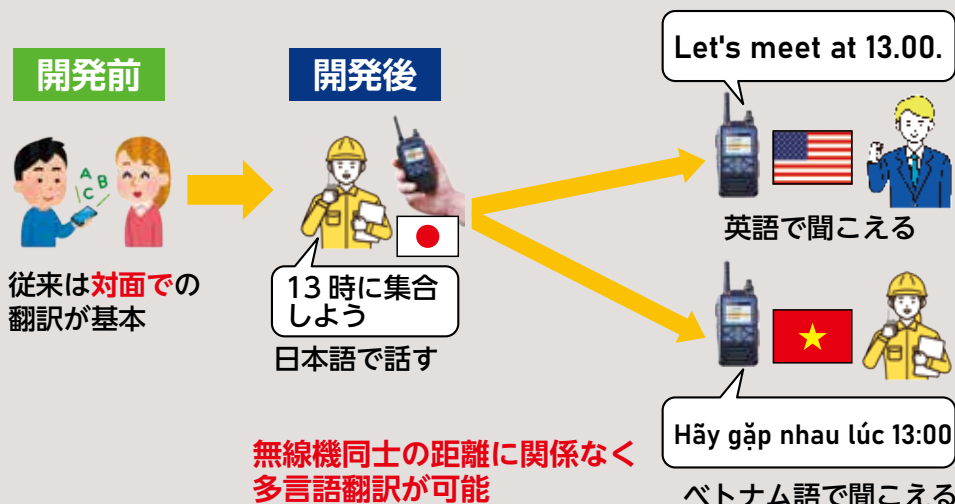 開発前
A B C
従来は対面での
翻訳が基本
開発後
13時に集合
しよう
日本語で話す
Let's meet at 13.00.
英語で聞こえる
Hãy gặp nhau lúc 13:00
ベトナム語で聞こえる
無線機同士の距離に関係なく
多言語翻訳が可能